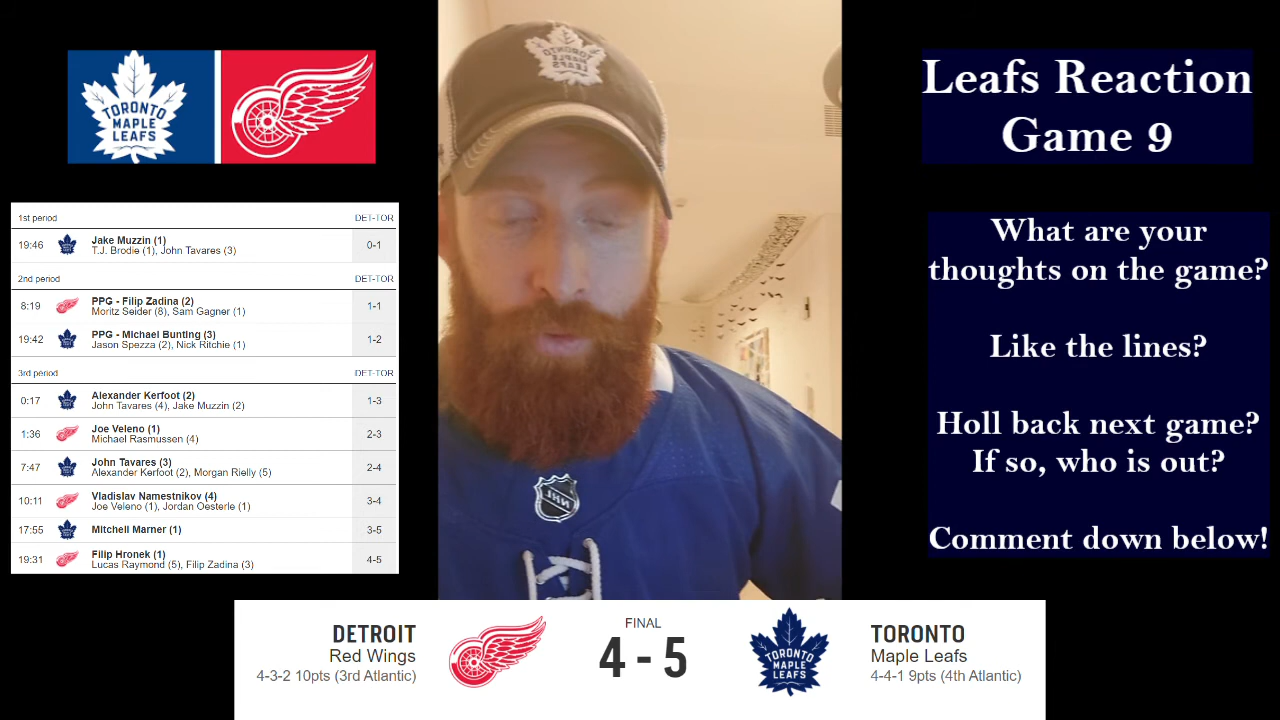 TORONTO
MAPLE
LEAFS
TORONTO
MAPLE
LEAFS
NHL
Leafs Reaction
Game 9
1st period DET-TOR
19:46 Jake Muzzin (1) 0-1
T.J. Brodie (1), John Tavares (3)
2nd period DET-TOR
8:19 PPG - Filip Zadina (2) 1-1
Moritz Seider (8), Sam Gagner (1)
19:42 PPG - Michael Bunting (3) 1-2
Jason Spezza (2), Nick Ritchie (1)
3rd period DET-TOR
0:17 Alexander Kerfoot (2) 1-3
John Tavares (4), Jake Muzzin (2)
1:36 Joe Veleno (1) 2-3
Michael Rasmussen (4)
7:47 John Tavares (3) 2-4
Alexander Kerfoot (2), Morgan Rielly (5)
10:11 Vladislav Namestnikov (4) 3-4
Joe Veleno (1), Jordan Oesterle (1)
17:55 Mitchell Marner (1) 3-5
19:31 Filip Hronek (1) 4-5
Lucas Raymond (5), Filip Zadina (3)
What are your
thoughts on the game?
Like the lines?
Holl back next game?
If so, who is out?
Comment down below!
DETROIT
Red Wings
4-3-2 10pts (3rd Atlantic)
FINAL
4 - 5
TORONTO
MAPLE
LEAFS
TORONTO
Maple Leafs
4-4-1 9pts (4th Atlantic)